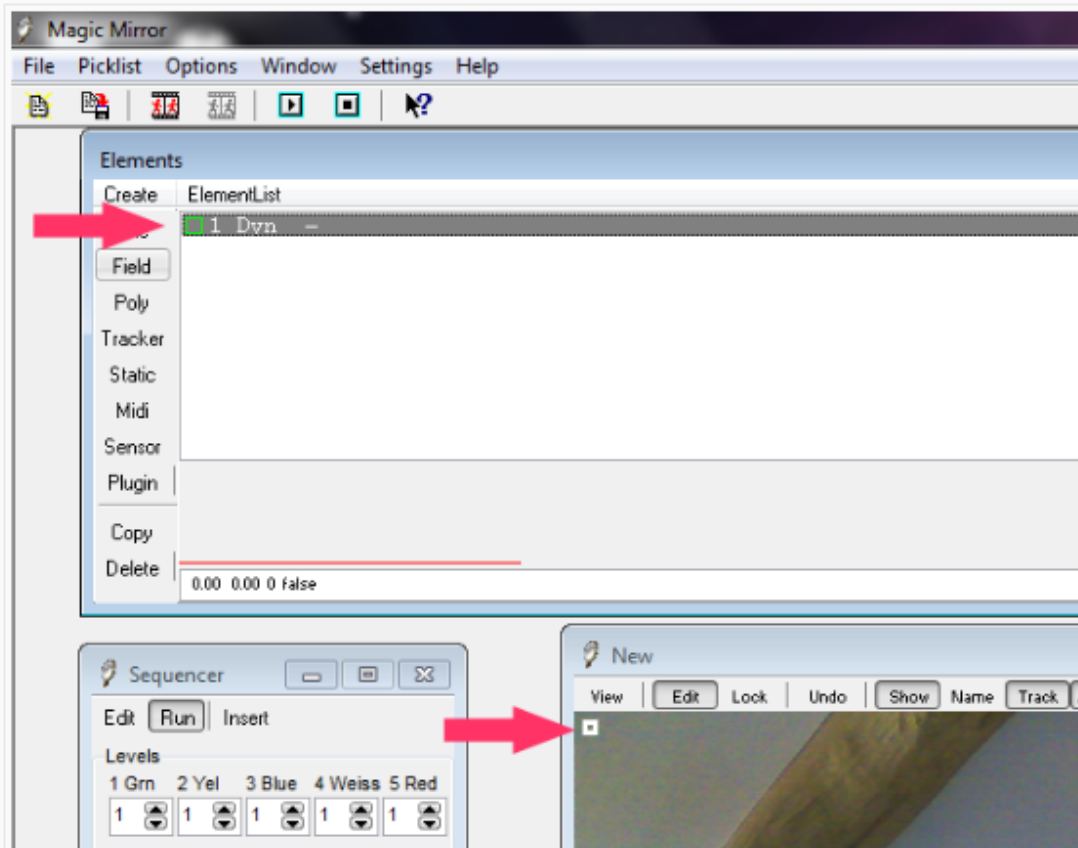 Magic Mirror
File Picklist Options Window Settings Help
Elements
Create ElementList
1 Dyn -
Field
Poly
Tracker
Static
Midi
Sensor
Plugin
Copy
Delete
0.00 0.00 0 false
Sequencer
Edit Run Insert
Levels
1 Grn 2 Yel 3 Blue 4 Weiss 5 Red
1 1 1 1 1
New
View Edit Lock Undo Show Name Track